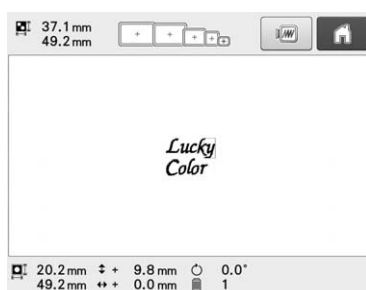 37.1 mm
49.2 mm
Lucky
Color
20.2 mm ↕ + 9.8 mm 0.0°
49.2 mm ↔ + 0.0 mm 1